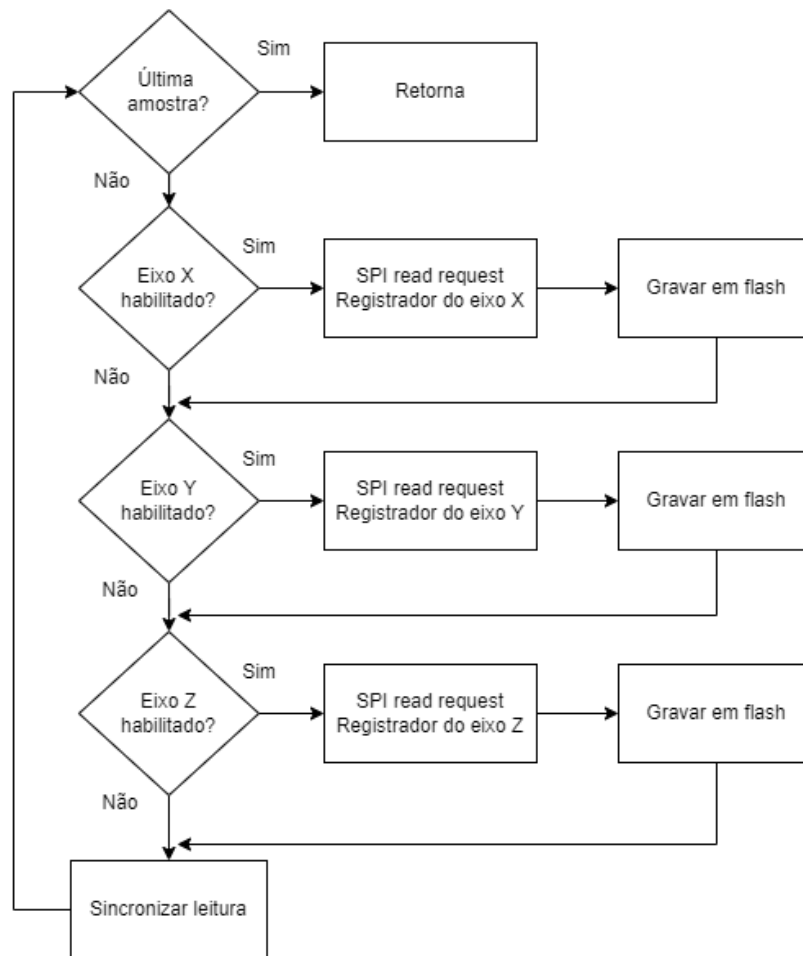 Sim
Última
amostra?
Retorna
Não
Sim
Eixo X
habilitado?
SPI read request
Registrador do eixo X
Gravar em flash
Não
Sim
Eixo Y
habilitado?
SPI read request
Registrador do eixo Y
Gravar em flash
Não
Sim
Eixo Z
habilitado?
SPI read request
Registrador do eixo Z
Gravar em flash
Não
Sincronizar leitura